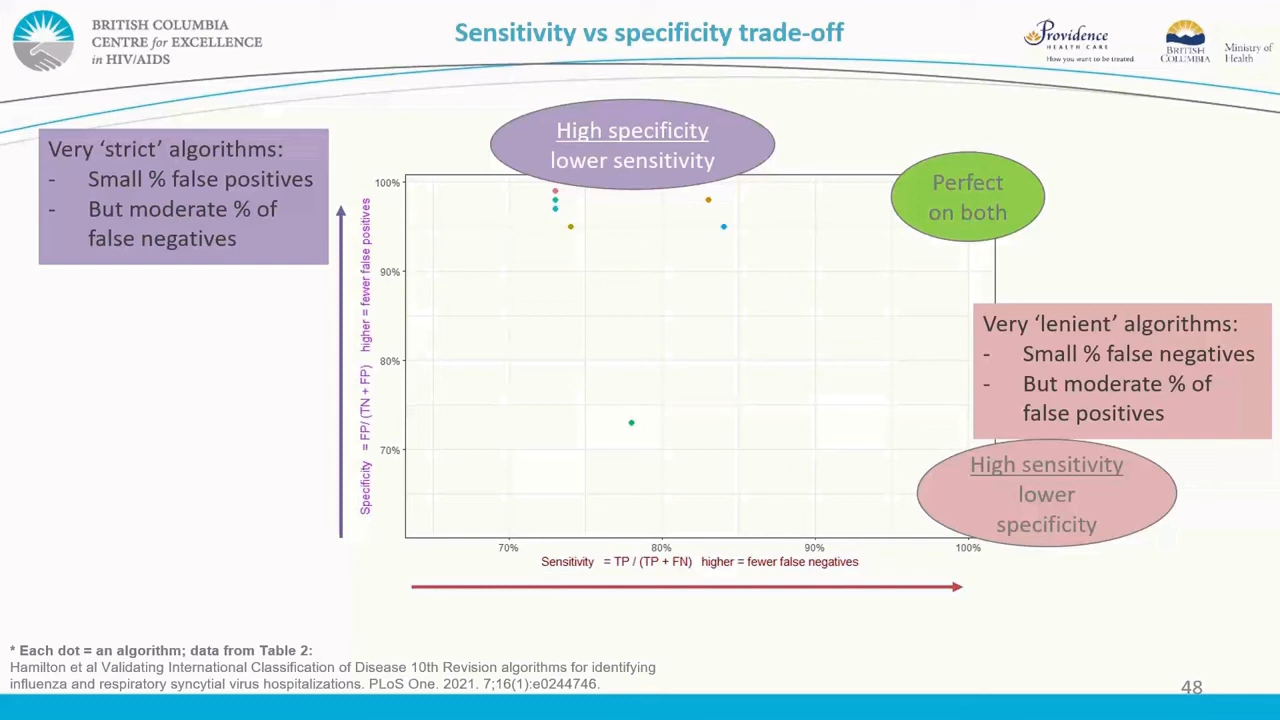 BRITISH COLUMBIA
CENTRE for EXCELLENCE
in HIV/AIDS
Sensitivity vs specificity trade-off
Providence
HEALTH CARE
How you want to be treated.
BRITISH
COLUMBIA
Ministry of
Health
Very ‘strict’ algorithms:
- Small % false positives
- But moderate % of
false negatives
High specificity
lower sensitivity
Perfect
on both
Very ‘lenient’ algorithms:
- Small % false negatives
- But moderate % of
false positives
High sensitivity
lower
specificity
100%
90%
80%
70%
Specificity = FP/ (TN + FP) higher = fewer false positives
70%
80%
90%
100%
Sensitivity = TP / (TP + FN) higher = fewer false negatives
* Each dot = an algorithm; data from Table 2:
Hamilton et al Validating International Classification of Disease 10th Revision algorithms for identifying
influenza and respiratory syncytial virus hospitalizations. PLoS One. 2021. 7;16(1):e0244746.
48